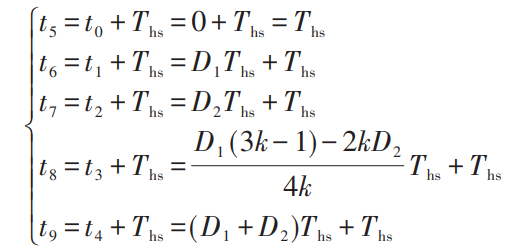 t₅ = t₀ + Tₕₛ = 0 + Tₕₛ = Tₕₛ
t₆ = t₁ + Tₕₛ = D₁Tₕₛ + Tₕₛ
t₇ = t₂ + Tₕₛ = D₂Tₕₛ + Tₕₛ
t₈ = t₃ + Tₕₛ = \frac{D₁(3k − 1) − 2kD₂}{4k} Tₕₛ + Tₕₛ
t₉ = t₄ + Tₕₛ = (D₁ + D₂)Tₕₛ + Tₕₛ